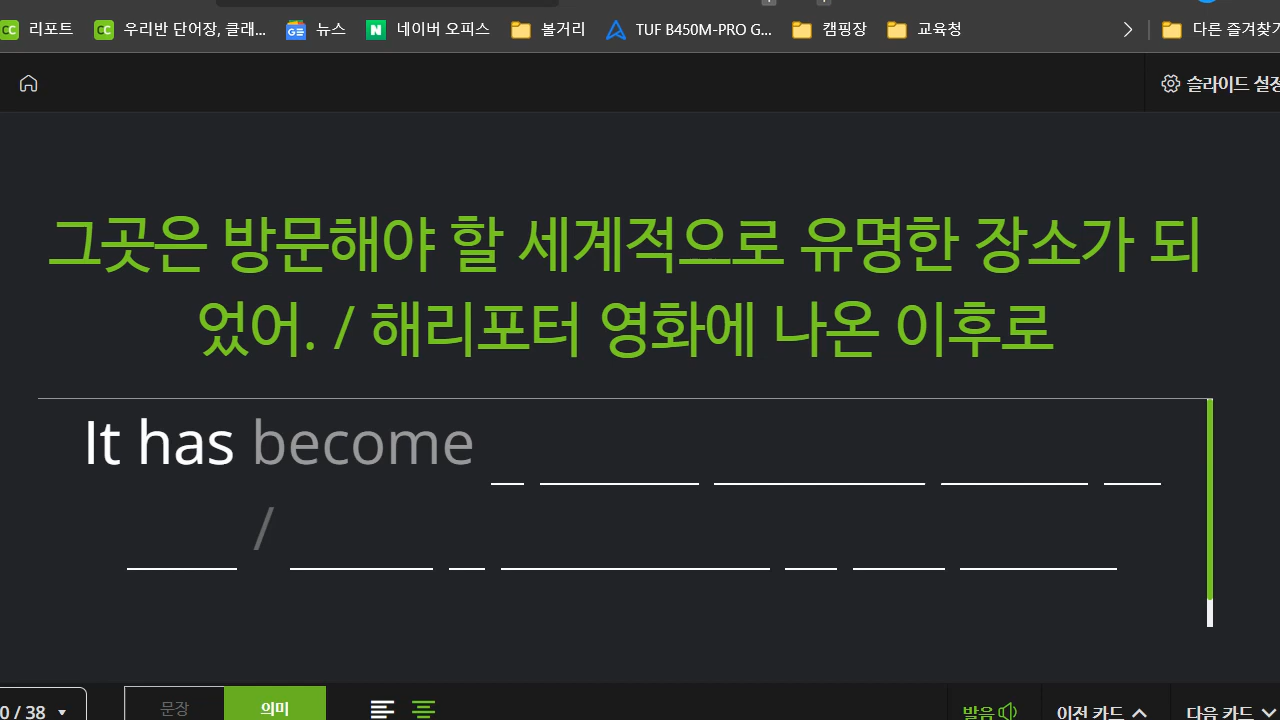 리포트 우리반 단어장, 클래... 뉴스 네이버 오피스 볼거리 TUF B450M-PRO G... 캠핑장 교육청 다른 즐겨찾기
슬라이드 설정
그곳은 방문해야 할 세계적으로 유명한 장소가 되
었어. / 해리포터 영화에 나온 이후로
It has become
/
0 / 38 문장 의미 발음 이전 카드 다음 카드